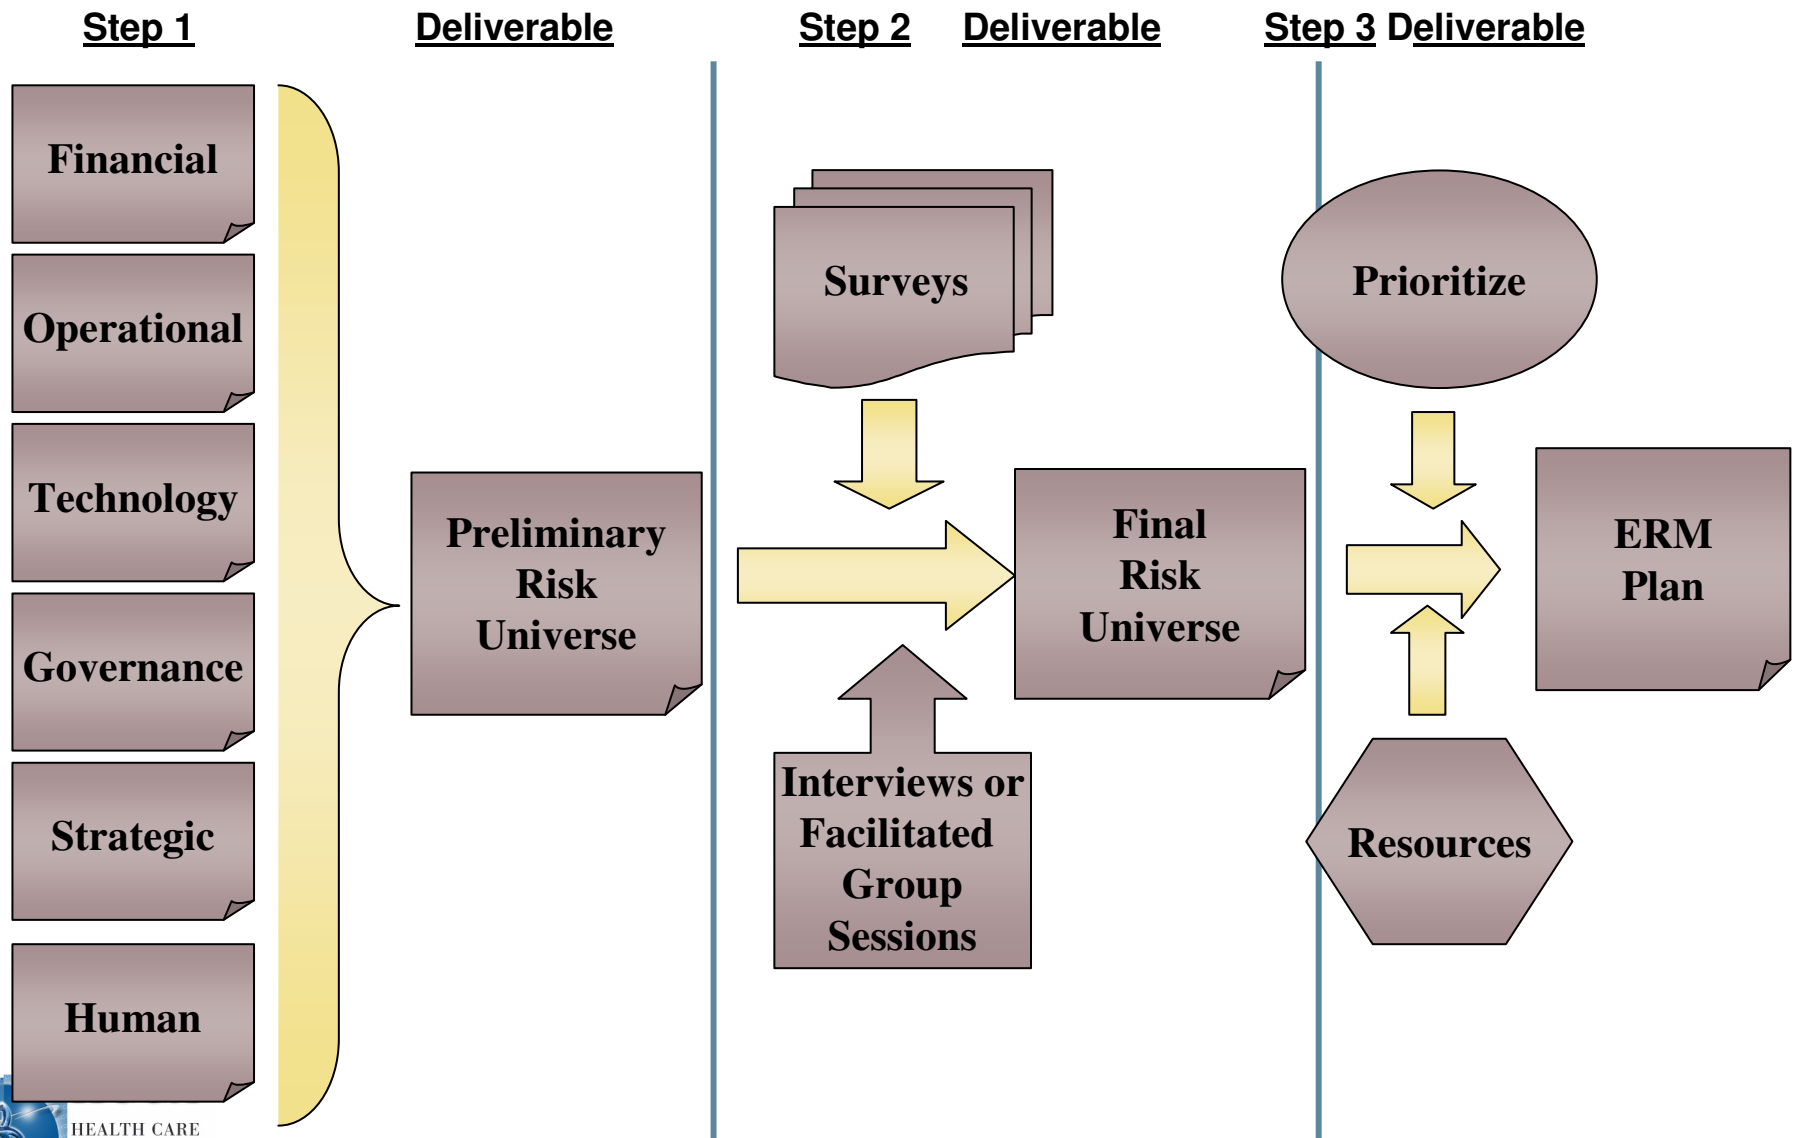 Step 1
Deliverable
Step 2
Deliverable
Step 3 Deliverable
Financial
Operational
Technology
Governance
Strategic
Human
Preliminary
Risk
Universe
Surveys
Interviews or
Facilitated
Group
Sessions
Final
Risk
Universe
Prioritize
Resources
ERM
Plan
HEALTH CARE